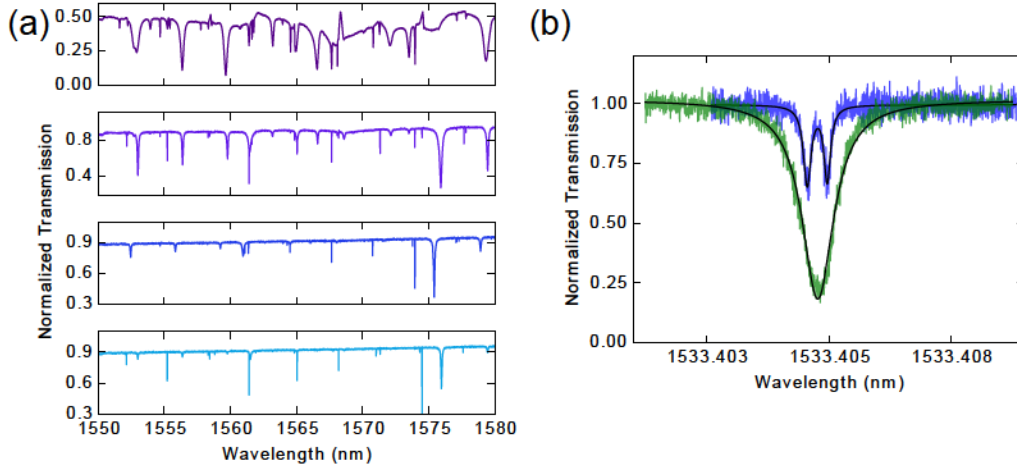 (a)
0.50
0.25
0.00
0.8
0.4
0.9
0.6
0.3
0.9
0.6
0.3
1550 1555 1560 1565 1570 1575 1580
Wavelength (nm)
Normalized Transmission
(b)
1.00
0.75
0.50
0.25
0.00
1533.403 1533.405 1533.408
Wavelength (nm)
Normalized Transmission